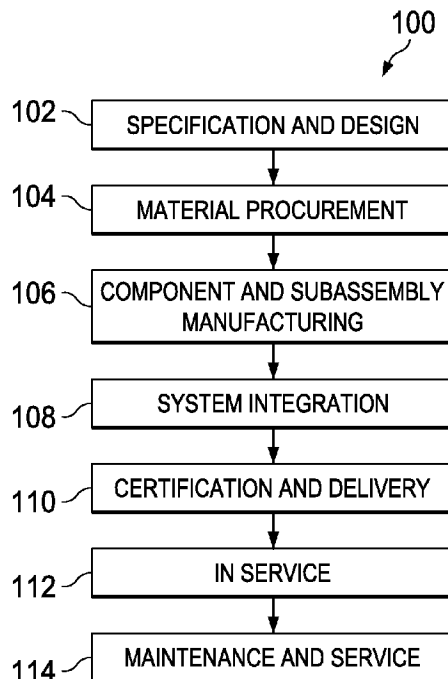 100
102
SPECIFICATION AND DESIGN
104
MATERIAL PROCUREMENT
106
COMPONENT AND SUBASSEMBLY
MANUFACTURING
108
SYSTEM INTEGRATION
110
CERTIFICATION AND DELIVERY
112
IN SERVICE
114
MAINTENANCE AND SERVICE